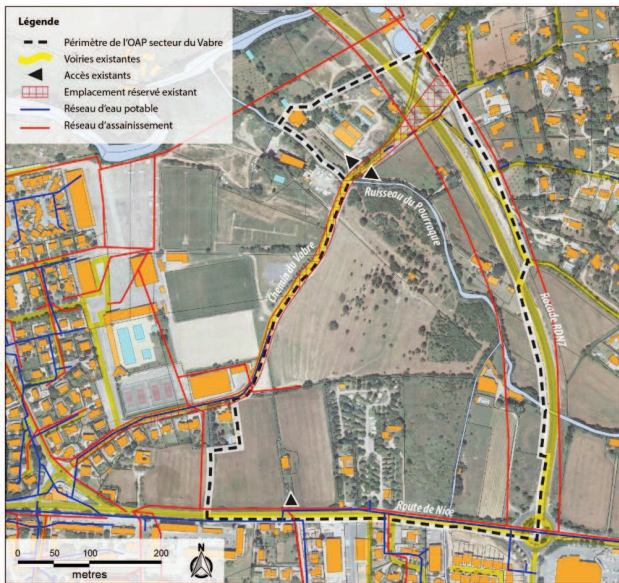 Légende
Périmètre de l'OAP secteur du Vabre
Voiries existantes
Accès existants
Emplacement réservé existant
Réseau d'eau potable
Réseau d'assainissement
Ruisseau du Pourraque
Chemin du Vabre
Rocade RDN7
Route de Nice
0 50 100 200
metres
N